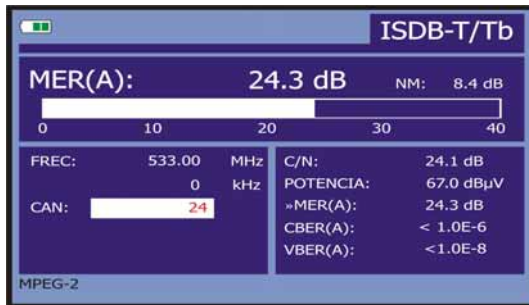 ISDB-T/Tb
MER(A): 24.3 dB NM: 8.4 dB
0 10 20 30 40
FREC: 533.00 MHz
0 kHz
CAN: 24
C/N: 24.1 dB
POTENCIA: 67.0 dBµV
»MER(A): 24.3 dB
CBER(A): < 1.0E-6
VBER(A): <1.0E-8
MPEG-2